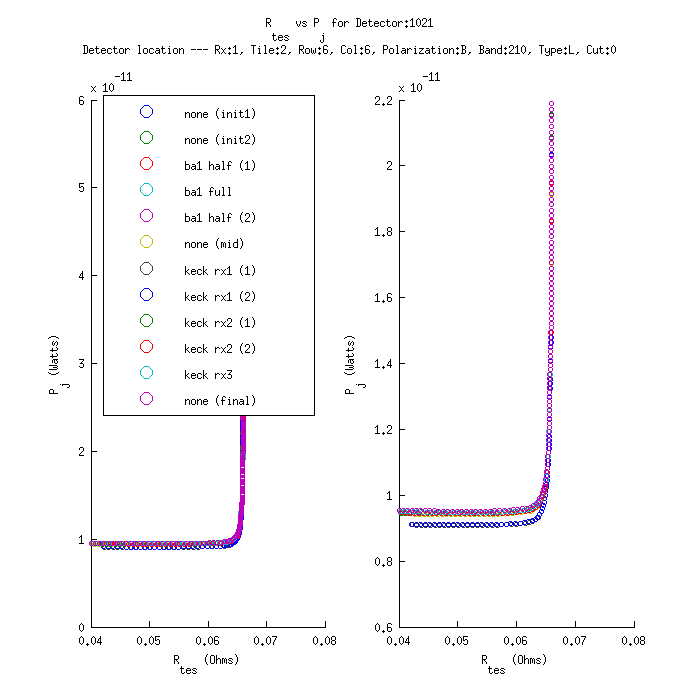 R    vs P  for Detector:1021
tes    j
Detector location --- Rx:1, Tile:2, Row:6, Col:6, Polarization:B, Band:210, Type:L, Cut:0
x 10-11
6
5
4
3
2
1
0
0.04 0.05 0.06 0.07 0.08
P j (Watts)
R tes (Ohms)
none (init1)
none (init2)
ba1 half (1)
ba1 full
ba1 half (2)
none (mid)
keck rx1 (1)
keck rx1 (2)
keck rx2 (1)
keck rx2 (2)
keck rx3
none (final)
x 10-11
2.2
2
1.8
1.6
1.4
1.2
1
0.8
0.6
0.04 0.05 0.06 0.07 0.08
P j (Watts)
R tes (Ohms)